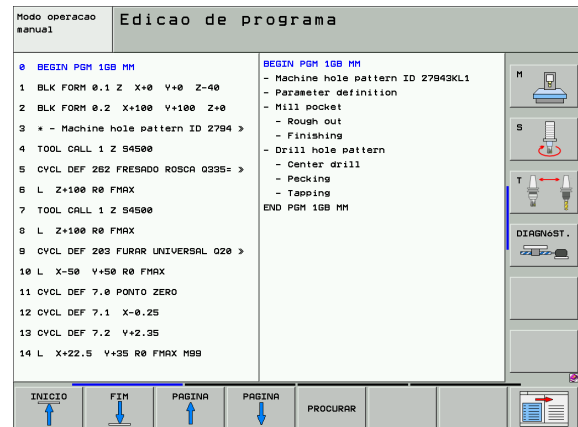 Modo operacao
manual
Edicao de programa
0 BEGIN PGM 1GB MM
1 BLK FORM 0.1 Z X+0 Y+0 Z-40
2 BLK FORM 0.2 X+100 Y+100 Z+0
3 * - Machine hole pattern ID 2794 »
4 TOOL CALL 1 Z S4500
5 CYCL DEF 262 FRESADO ROSCA Q335= »
6 L Z+100 R0 FMAX
7 TOOL CALL 1 Z S4500
8 L Z+100 R0 FMAX
9 CYCL DEF 203 FURAR UNIVERSAL Q20 »
10 L X-50 Y+50 R0 FMAX
11 CYCL DEF 7.0 PONTO ZERO
12 CYCL DEF 7.1 X-0.25
13 CYCL DEF 7.2 Y+2.35
14 L X+22.5 Y+35 R0 FMAX M99
BEGIN PGM 1GB MM
- Machine hole pattern ID 27943KL1
- Parameter definition
- Mill pocket
- Rough out
- Finishing
- Drill hole pattern
- Center drill
- Pecking
- Tapping
END PGM 1GB MM
M
S
T
DIAGNóST.
INICIO
FIM
PAGINA
PAGINA
PROCURAR